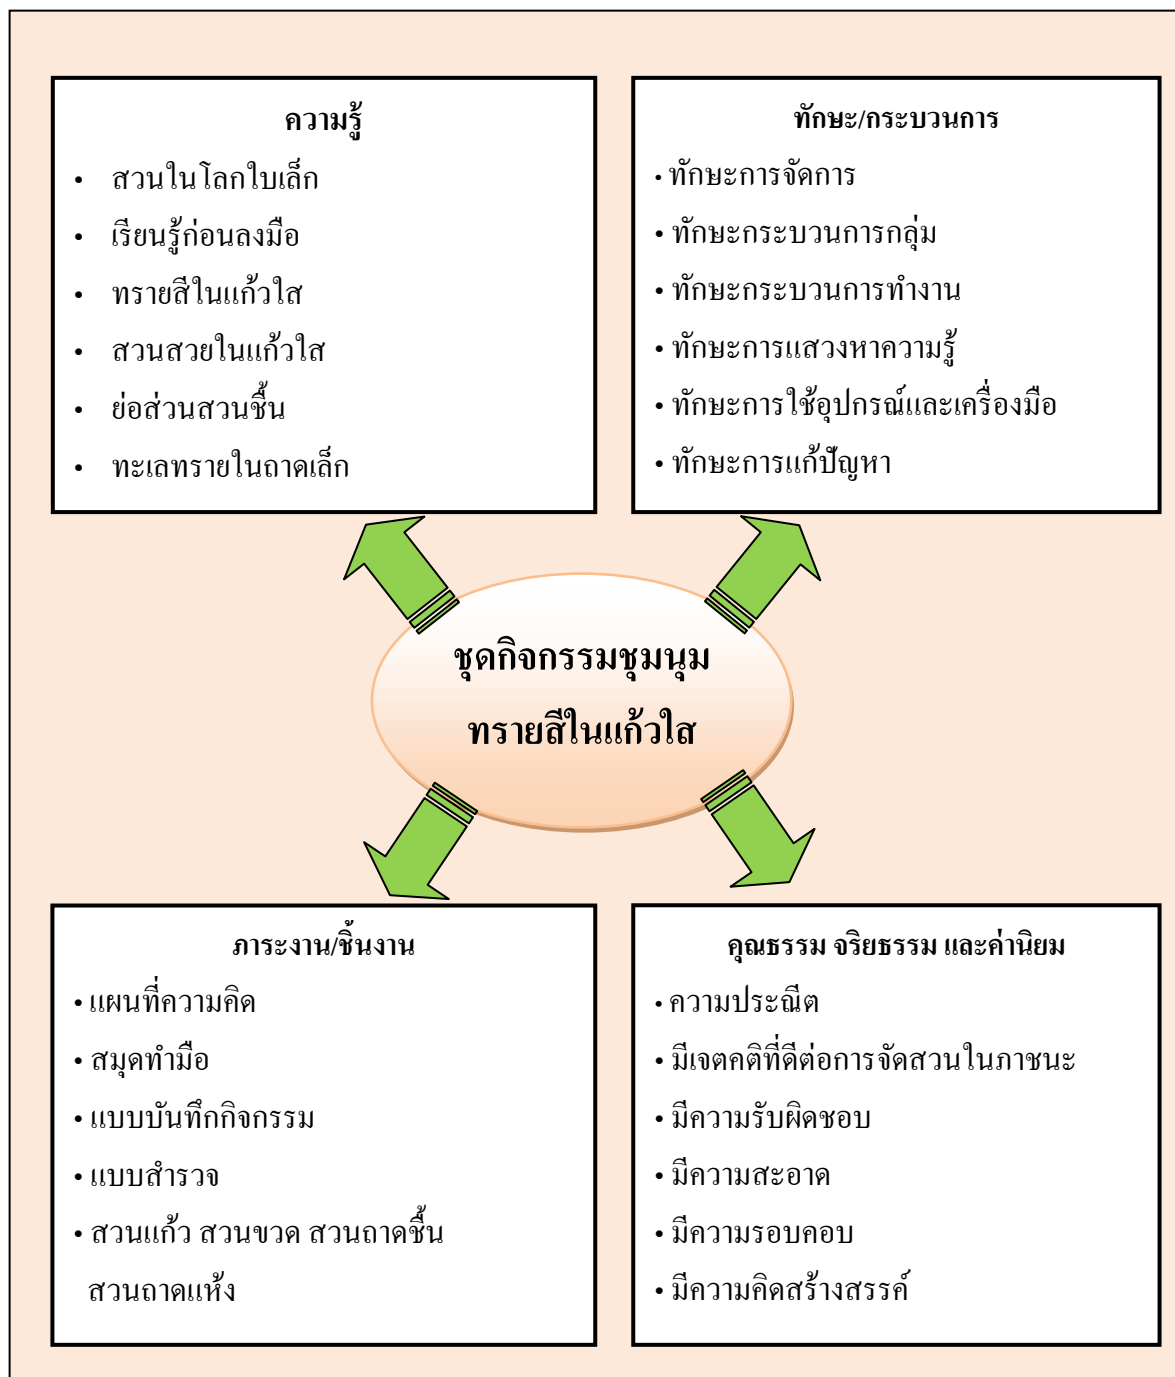 ความรู้
• สวนในโลกใบเล็ก
• เรียนรู้ก่อนลงมือ
• ทรายสีในแก้วใส
• สวนสวยในแก้วใส
• ย่อส่วนสวนชื้น
• ทะเลทรายในถาดเล็ก
ทักษะ/กระบวนการ
• ทักษะการจัดการ
• ทักษะกระบวนการกลุ่ม
• ทักษะกระบวนการทำงาน
• ทักษะการแสวงหาความรู้
• ทักษะการใช้อุปกรณ์และเครื่องมือ
• ทักษะการแก้ปัญหา
ชุดกิจกรรมชุมนุม
ทรายสีในแก้วใส
ภาระงาน/ชิ้นงาน
• แผนที่ความคิด
• สมุดทำมือ
• แบบบันทึกกิจกรรม
• แบบสำรวจ
• สวนแก้ว สวนขวด สวนถาดชื้น
สวนถาดแห้ง
คุณธรรม จริยธรรม และค่านิยม
• ความประณีต
• มีเจตคติที่ดีต่อการจัดสวนในภาชนะ
• มีความรับผิดชอบ
• มีความสะอาด
• มีความรอบคอบ
• มีความคิดสร้างสรรค์